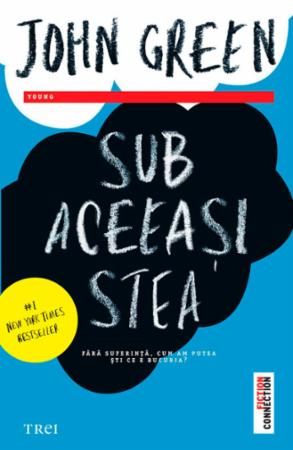 JOHN GREEN
YOUNG
SUB
ACEEAȘI
STEA
#1
NEW YORK TIMES
BESTSELLER
FĂRĂ SUFERINȚĂ, CUM AM PUTEA
ȘTI CE E BUCURIA?
FICTION
CONNECTION
TREI